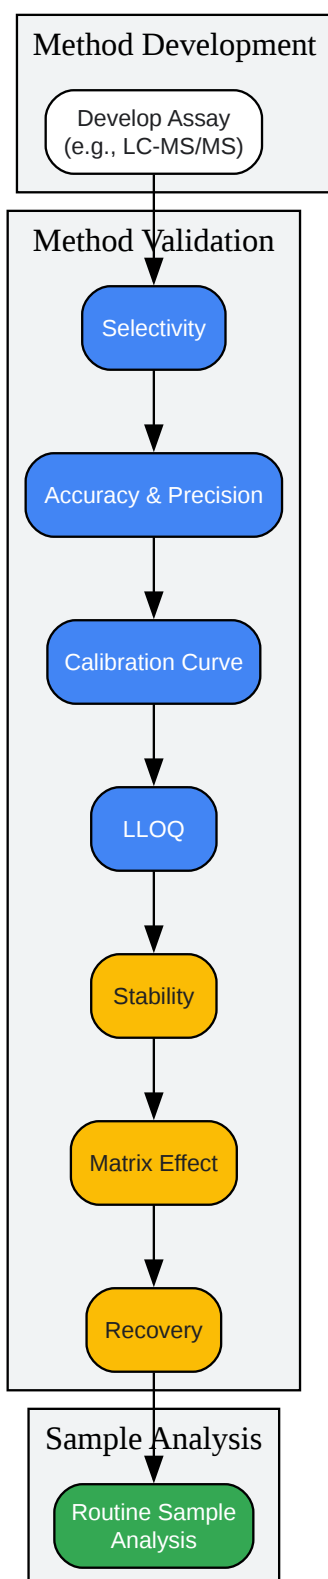 Method Development
Develop Assay
(e.g., LC-MS/MS)
Method Validation
Selectivity
Accuracy & Precision
Calibration Curve
LLOQ
Stability
Matrix Effect
Recovery
Sample Analysis
Routine Sample
Analysis